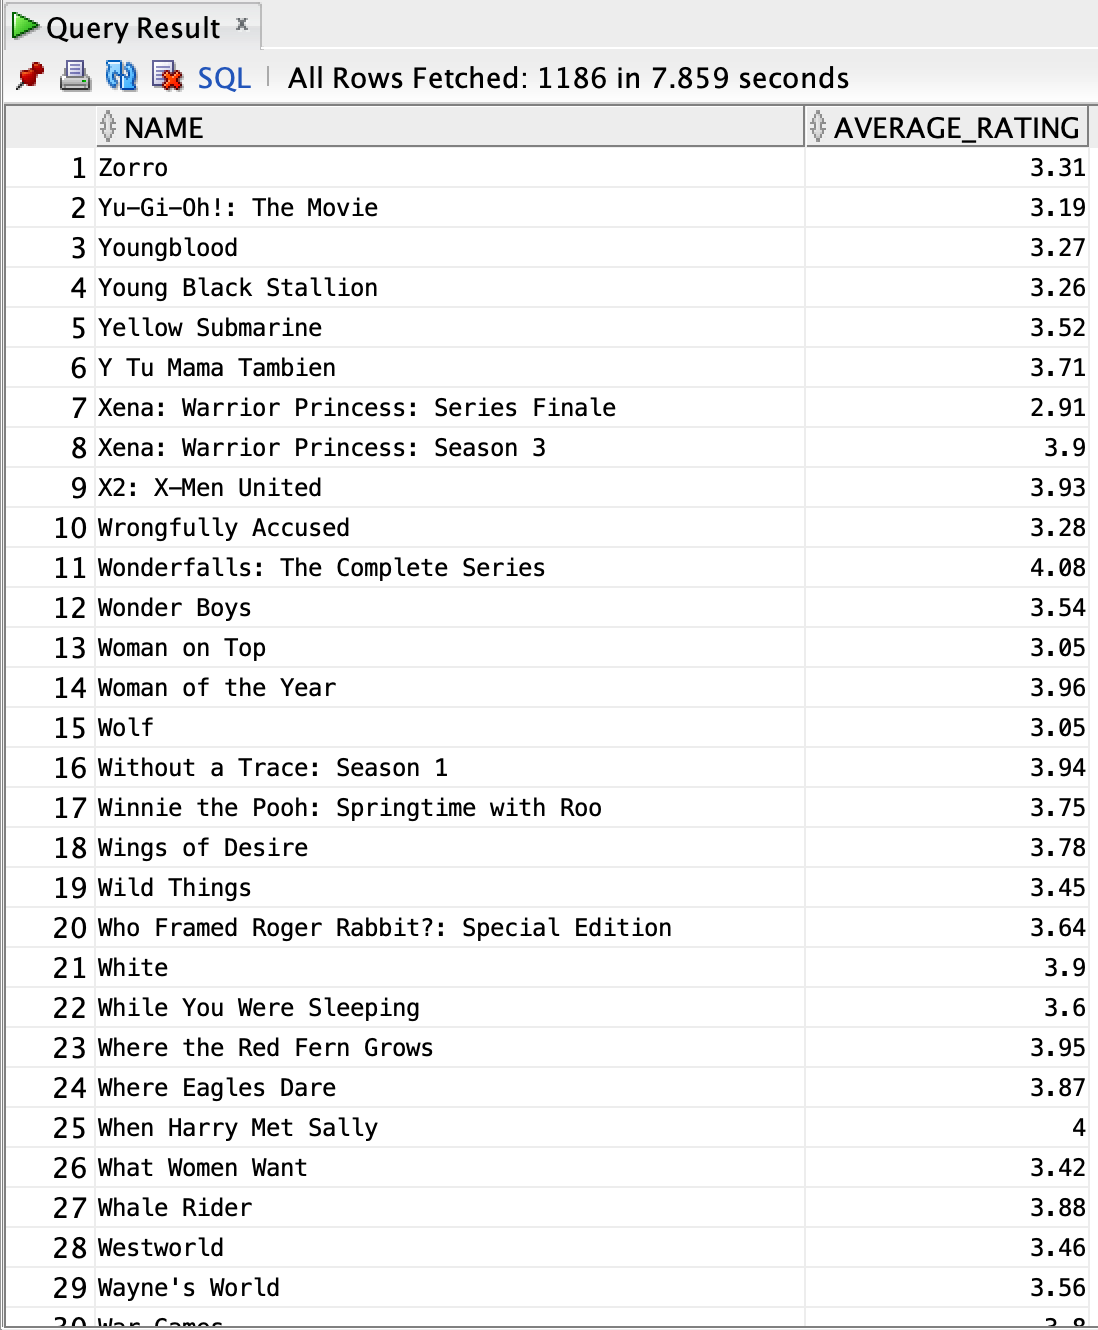 Query Result x
SQL | All Rows Fetched: 1186 in 7.859 seconds
NAME AVERAGE_RATING
1 Zorro 3.31
2 Yu-Gi-Oh!: The Movie 3.19
3 Youngblood 3.27
4 Young Black Stallion 3.26
5 Yellow Submarine 3.52
6 Y Tu Mama Tambien 3.71
7 Xena: Warrior Princess: Series Finale 2.91
8 Xena: Warrior Princess: Season 3 3.9
9 X2: X-Men United 3.93
10 Wrongfully Accused 3.28
11 Wonderfalls: The Complete Series 4.08
12 Wonder Boys 3.54
13 Woman on Top 3.05
14 Woman of the Year 3.96
15 Wolf 3.05
16 Without a Trace: Season 1 3.94
17 Winnie the Pooh: Springtime with Roo 3.75
18 Wings of Desire 3.78
19 Wild Things 3.45
20 Who Framed Roger Rabbit?: Special Edition 3.64
21 White 3.9
22 While You Were Sleeping 3.6
23 Where the Red Fern Grows 3.95
24 Where Eagles Dare 3.87
25 When Harry Met Sally 4
26 What Women Want 3.42
27 Whale Rider 3.88
28 Westworld 3.46
29 Wayne's World 3.56
30 War Games 3.8